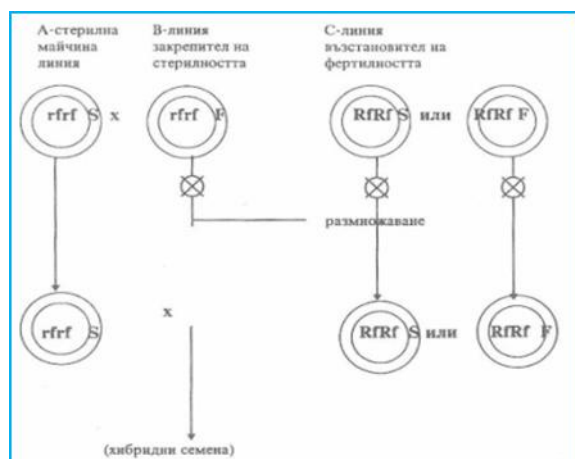 А-стерилна майчина линия
В-линия закрепител на стерилността
С-линия възстановител на фертилността
rfrf S х rfrf F RfRf S или RfRf F
размножаване
rfrf S х RfRf S или RfRf F
(хибридни семена)